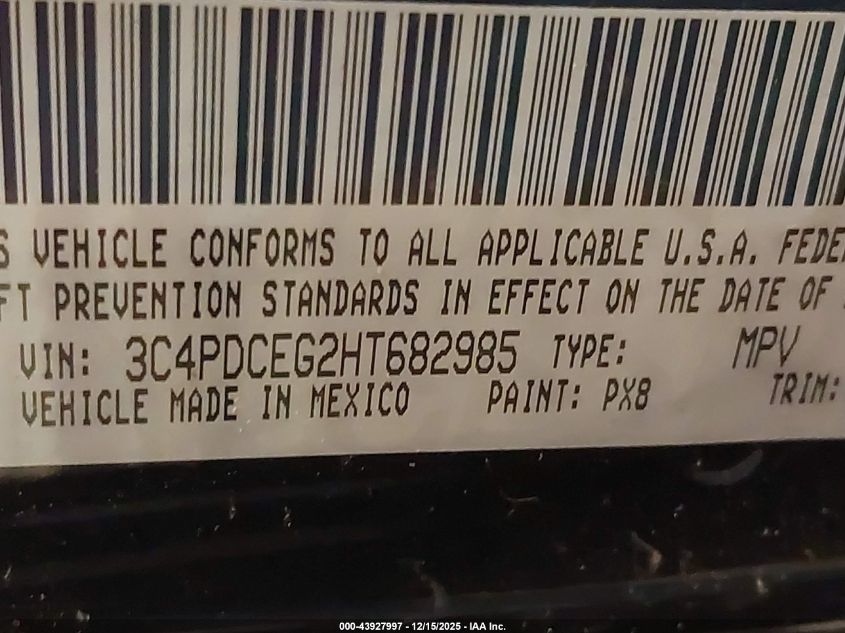 S VEHICLE CONFORMS TO ALL APPLICABLE U.S.A. FEDE
FT PREVENTION STANDARDS IN EFFECT ON THE DATE OF
VIN: 3C4PDCEG2HT682985 TYPE: MPV
VEHICLE MADE IN MEXICO PAINT: PX8 TRIM:
000-43927997 - 12/15/2025 - IAA Inc.